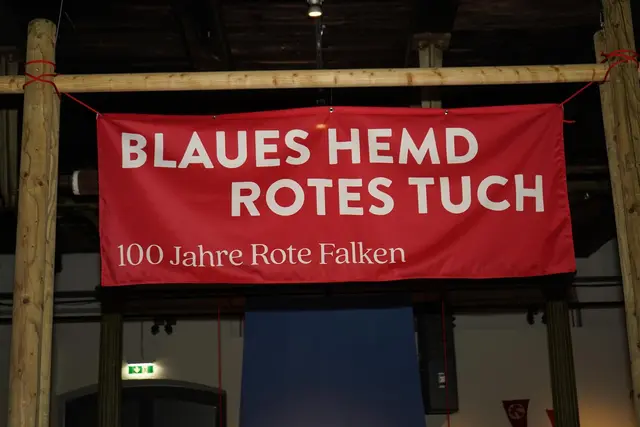 BLAUES HEMD
ROTES TUCH
100 Jahre Rote Falken